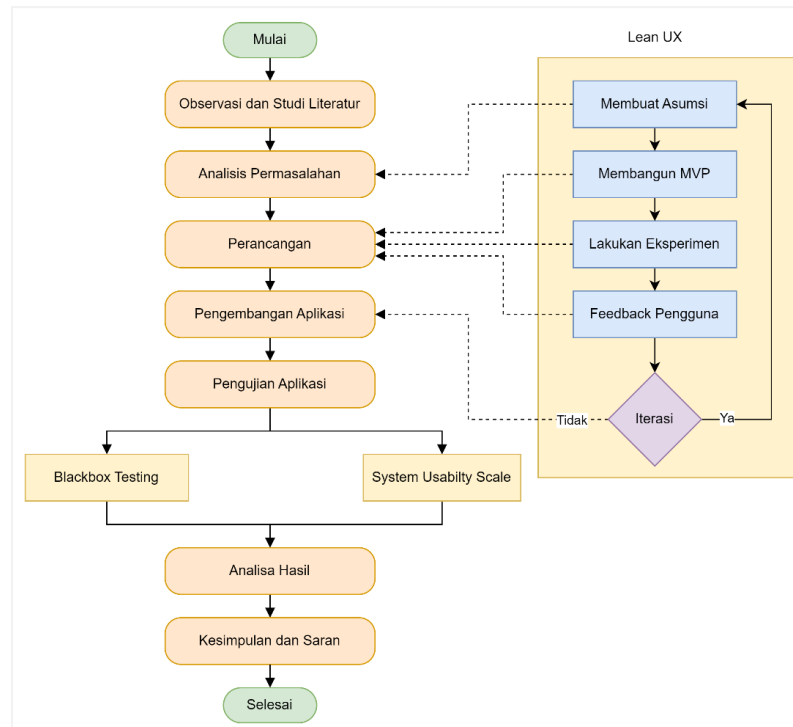 Mulai
Lean UX
Observasi dan Studi Literatur
Membuat Asumsi
Analisis Permasalahan
Membangun MVP
Perancangan
Lakukan Eksperimen
Pengembangan Aplikasi
Feedback Pengguna
Pengujian Aplikasi
Iterasi
Tidak
Ya
Blackbox Testing
System Usabilty Scale
Analisa Hasil
Kesimpulan dan Saran
Selesai